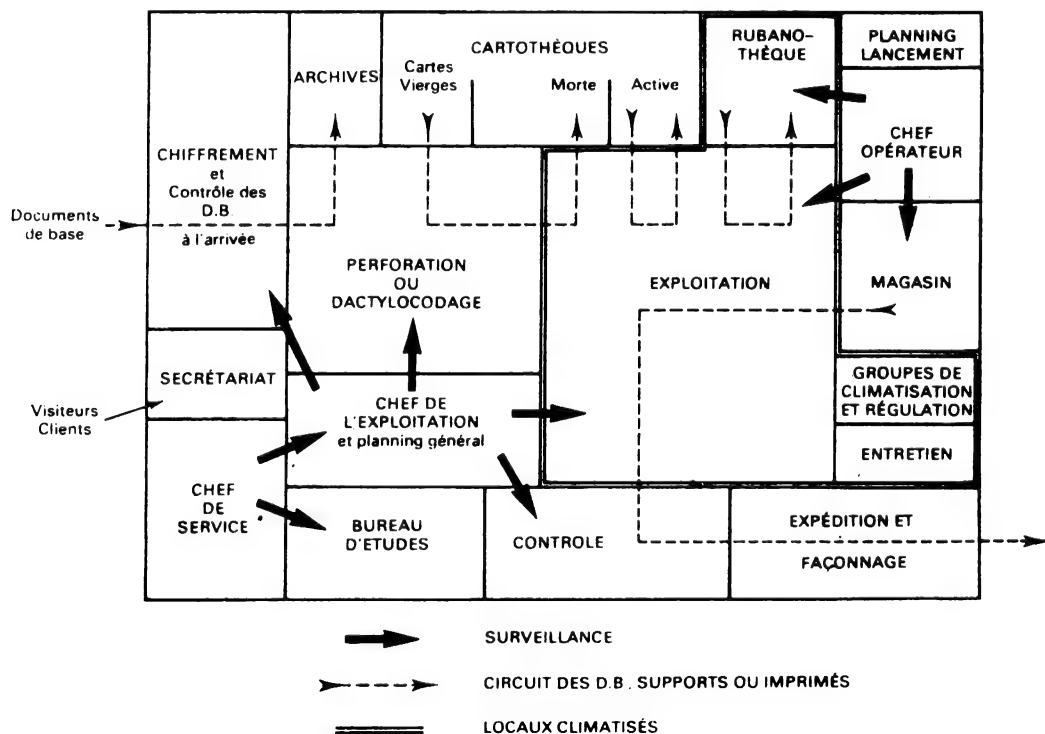 ARCHIVES
CARTOTHÈQUES
Cartes
Vierges
Morte
Active
RUBANO-
THÈQUE
PLANNING
LANCEMENT
CHEF
OPÉRATEUR
CHIFFREMENT
et
Contrôle des
D.B.
à l'arrivée
Documents
de base
PERFORATION
OU
DACTYLOCODAGE
EXPLOITATION
MAGASIN
SECRÉTARIAT
Visiteurs
Clients
CHEF DE
L'EXPLOITATION
et planning général
GROUPES DE
CLIMATISATION
ET RÉGULATION
ENTRETIEN
CHEF
DE
SERVICE
BUREAU
D'ETUDES
CONTROLE
EXPÉDITION ET
FAÇONNAGE
SURVEILLANCE
CIRCUIT DES D.B., SUPPORTS OU IMPRIMÉS
LOCAUX CLIMATISÉS